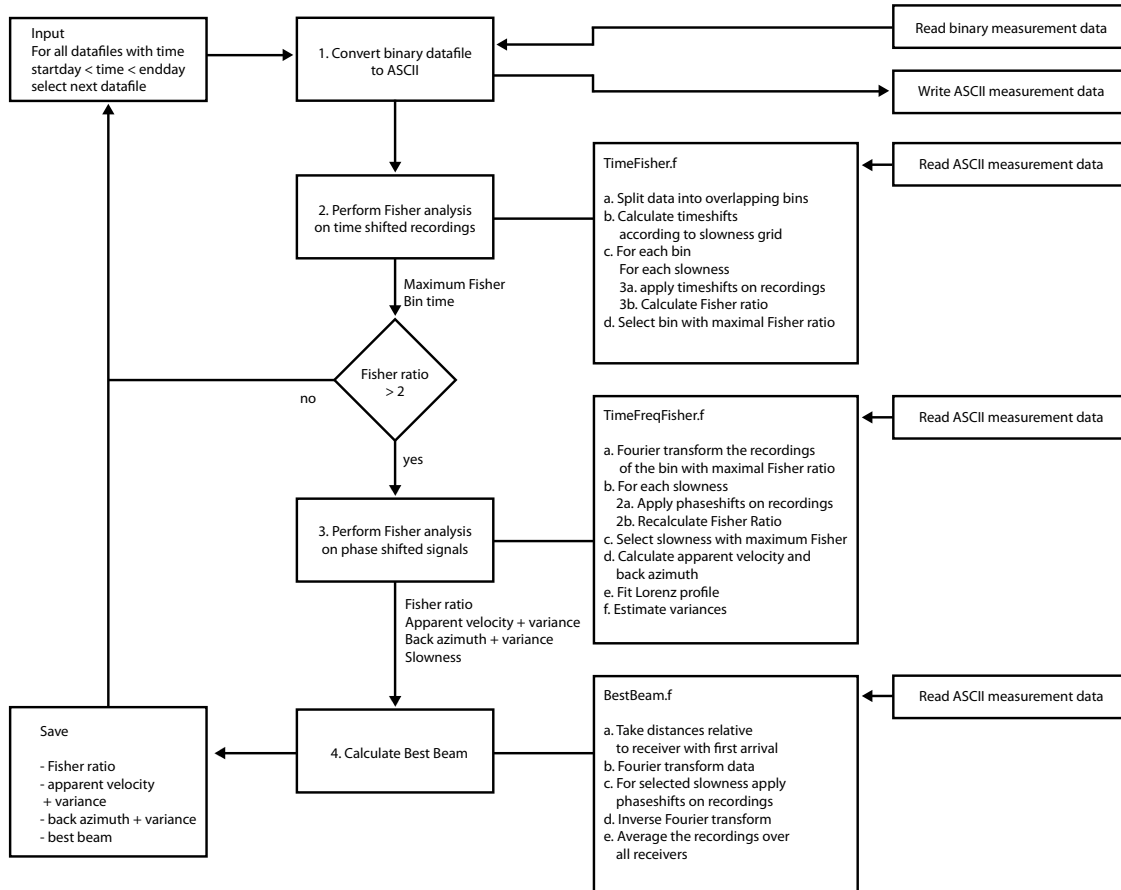 Input
For all datafiles with time
startday < time < endday
select next datafile
1. Convert binary datafile
to ASCII
Read binary measurement data
Write ASCII measurement data
2. Perform Fisher analysis
on time shifted recordings
TimeFisher.f
a. Split data into overlapping bins
b. Calculate timeshifts
according to slowness grid
c. For each bin
For each slowness
3a. apply timeshifts on recordings
3b. Calculate Fisher ratio
d. Select bin with maximal Fisher ratio
Read ASCII measurement data
Maximum Fisher
Bin time
Fisher ratio
> 2
no
yes
3. Perform Fisher analysis
on phase shifted signals
TimeFreqFisher.f
a. Fourier transform the recordings
of the bin with maximal Fisher ratio
b. For each slowness
2a. Apply phaseshifts on recordings
2b. Recalculate Fisher Ratio
c. Select slowness with maximum Fisher
d. Calculate apparent velocity and
back azimuth
e. Fit Lorenz profile
f. Estimate variances
Read ASCII measurement data
Fisher ratio
Apparent velocity + variance
Back azimuth + variance
Slowness
4. Calculate Best Beam
BestBeam.f
a. Take distances relative
to receiver with first arrival
b. Fourier transform data
c. For selected slowness apply
phaseshifts on recordings
d. Inverse Fourier transform
e. Average the recordings over
all receivers
Read ASCII measurement data
Save
- Fisher ratio
- apparent velocity
+ variance
- back azimuth + variance
- best beam